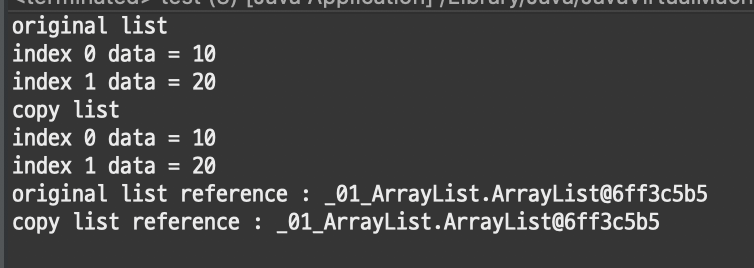 <terminated> test (3) [Java Application] /Library/Java/JavaVirtualMach
original list
index 0 data = 10
index 1 data = 20
copy list
index 0 data = 10
index 1 data = 20
original list reference : _01_ArrayList.ArrayList@6ff3c5b5
copy list reference : _01_ArrayList.ArrayList@6ff3c5b5